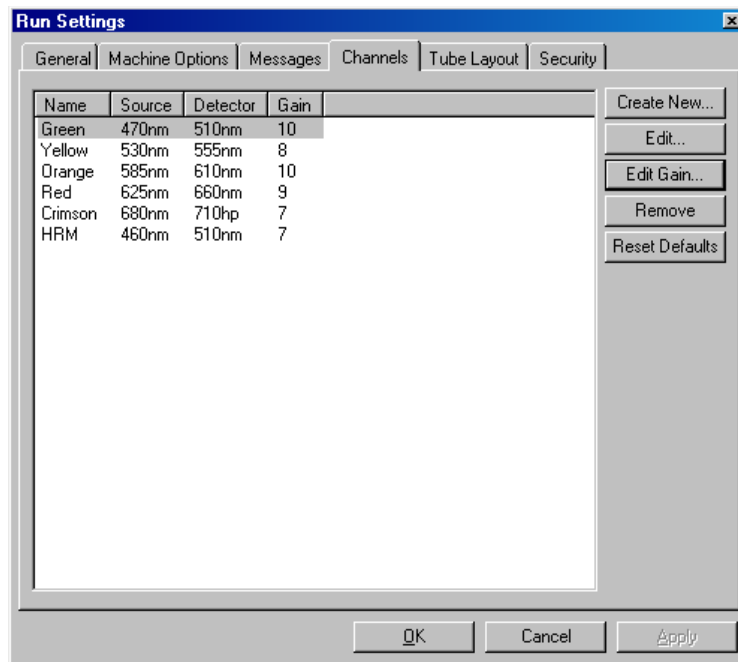 Run Settings
General Machine Options Messages Channels Tube Layout Security
Name Source Detector Gain
Green 470nm 510nm 10
Yellow 530nm 555nm 8
Orange 585nm 610nm 10
Red 625nm 660nm 9
Crimson 680nm 710hp 7
HRM 460nm 510nm 7
Create New...
Edit...
Edit Gain...
Remove
Reset Defaults
OK Cancel Apply